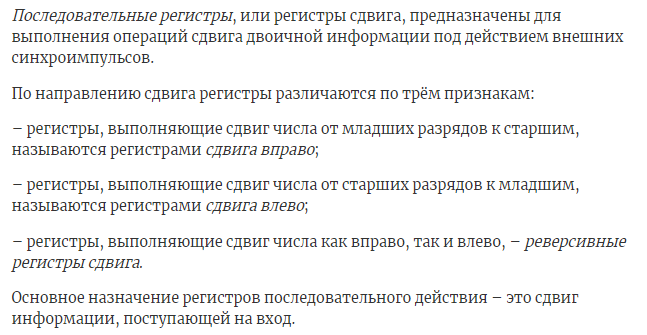 Последовательные регистры, или регистры сдвига, предназначены для
выполнения операций сдвига двоичной информации под действием внешних
синхроимпульсов.
По направлению сдвига регистры различаются по трём признакам:
– регистры, выполняющие сдвиг числа от младших разрядов к старшим,
называются регистрами сдвига вправо;
– регистры, выполняющие сдвиг числа от старших разрядов к младшим,
называются регистрами сдвига влево;
– регистры, выполняющие сдвиг числа как вправо, так и влево, – реверсивные
регистры сдвига.
Основное назначение регистров последовательного действия – это сдвиг
информации, поступающей на вход.